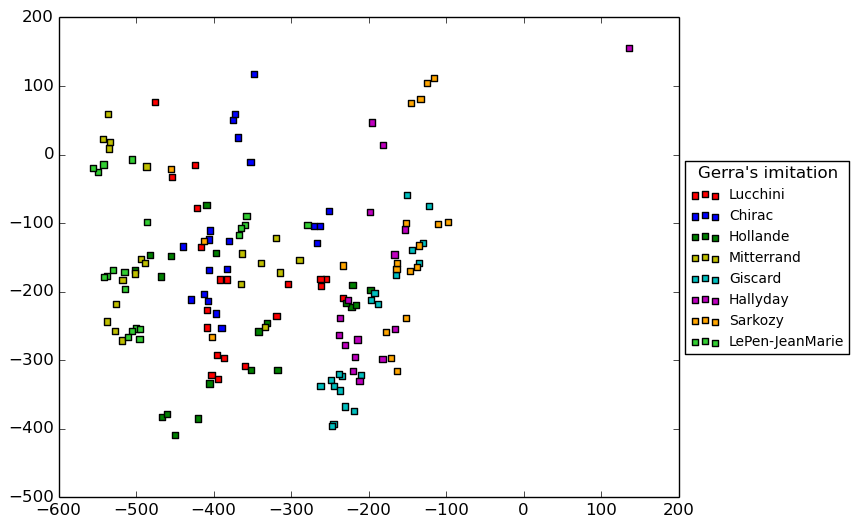 200
100
0
−100
−200
−300
−400
−500
−600 −500 −400 −300 −200 −100 0 100 200
Gerra's imitation
Lucchini
Chirac
Hollande
Mitterrand
Giscard
Hallyday
Sarkozy
LePen-JeanMarie